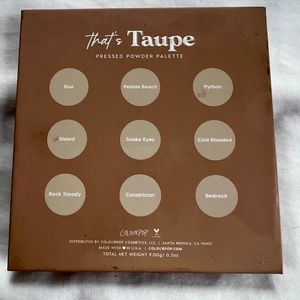 that's Taupe
PRESSED POWDER PALETTE
Boa
Pebble Beach
Python
Slated
Snake Eyes
Cold Blooded
Rock Steady
Constrictor
Bedrock
COLOURPOP
DISTRIBUTED BY COLOURPOP COSMETICS, LLC | SANTA MONICA, CA 90401
MADE WITH ♥ IN U.S.A. | COLOURPOP.COM
TOTAL NET WEIGHT 9.00g/ 0.3oz